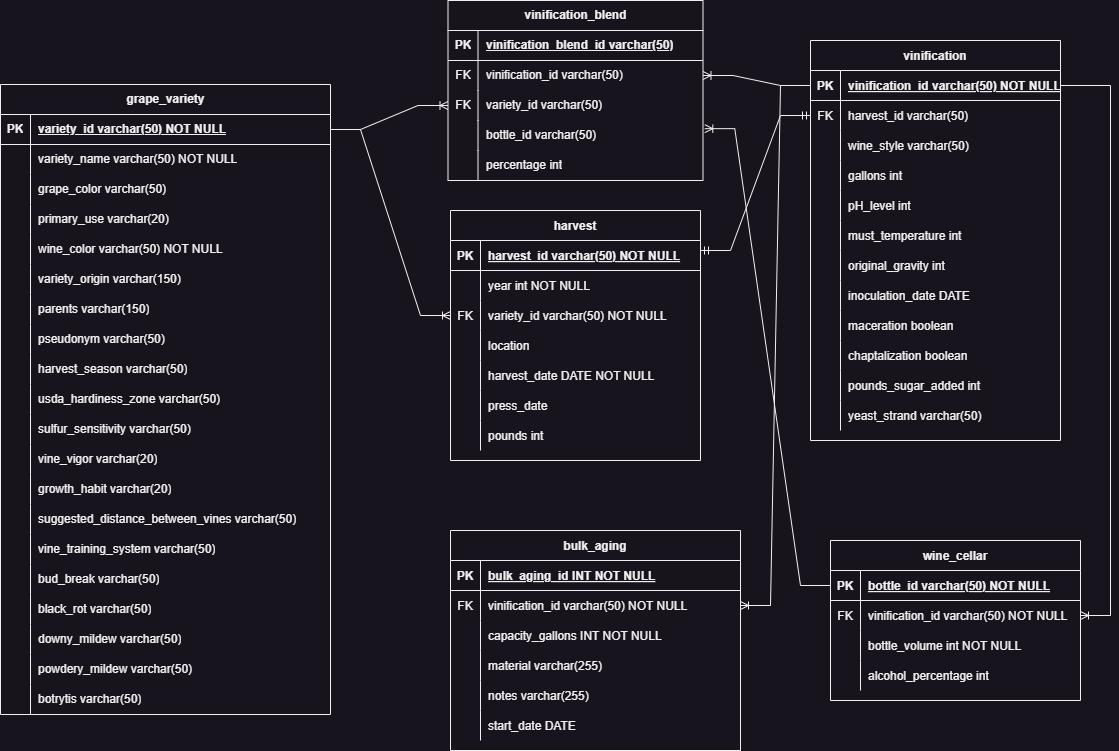 vinification_blend
PK vinification_blend_id varchar(50)
FK vinification_id varchar(50)
FK variety_id varchar(50)
bottle_id varchar(50)
percentage int
vinification
PK vinification_id varchar(50) NOT NULL
FK harvest_id varchar(50)
wine_style varchar(50)
gallons int
pH_level int
must_temperature int
original_gravity int
inoculation_date DATE
maceration boolean
chaptalization boolean
pounds_sugar_added int
yeast_strand varchar(50)
grape_variety
PK variety_id varchar(50) NOT NULL
variety_name varchar(50) NOT NULL
grape_color varchar(50)
primary_use varchar(20)
wine_color varchar(50) NOT NULL
variety_origin varchar(150)
parents varchar(150)
pseudonym varchar(50)
harvest_season varchar(50)
usda_hardiness_zone varchar(50)
sulfur_sensitivity varchar(50)
vine_vigor varchar(20)
growth_habit varchar(20)
suggested_distance_between_vines varchar(50)
vine_training_system varchar(50)
bud_break varchar(50)
black_rot varchar(50)
downy_mildew varchar(50)
powdery_mildew varchar(50)
botrytis varchar(50)
harvest
PK harvest_id varchar(50) NOT NULL
year int NOT NULL
FK variety_id varchar(50) NOT NULL
location
harvest_date DATE NOT NULL
press_date
pounds int
bulk_aging
PK bulk_aging_id INT NOT NULL
FK vinification_id varchar(50) NOT NULL
capacity_gallons INT NOT NULL
material varchar(255)
notes varchar(255)
start_date DATE
wine_cellar
PK bottle_id varchar(50) NOT NULL
FK vinification_id varchar(50) NOT NULL
bottle_volume int NOT NULL
alcohol_percentage int